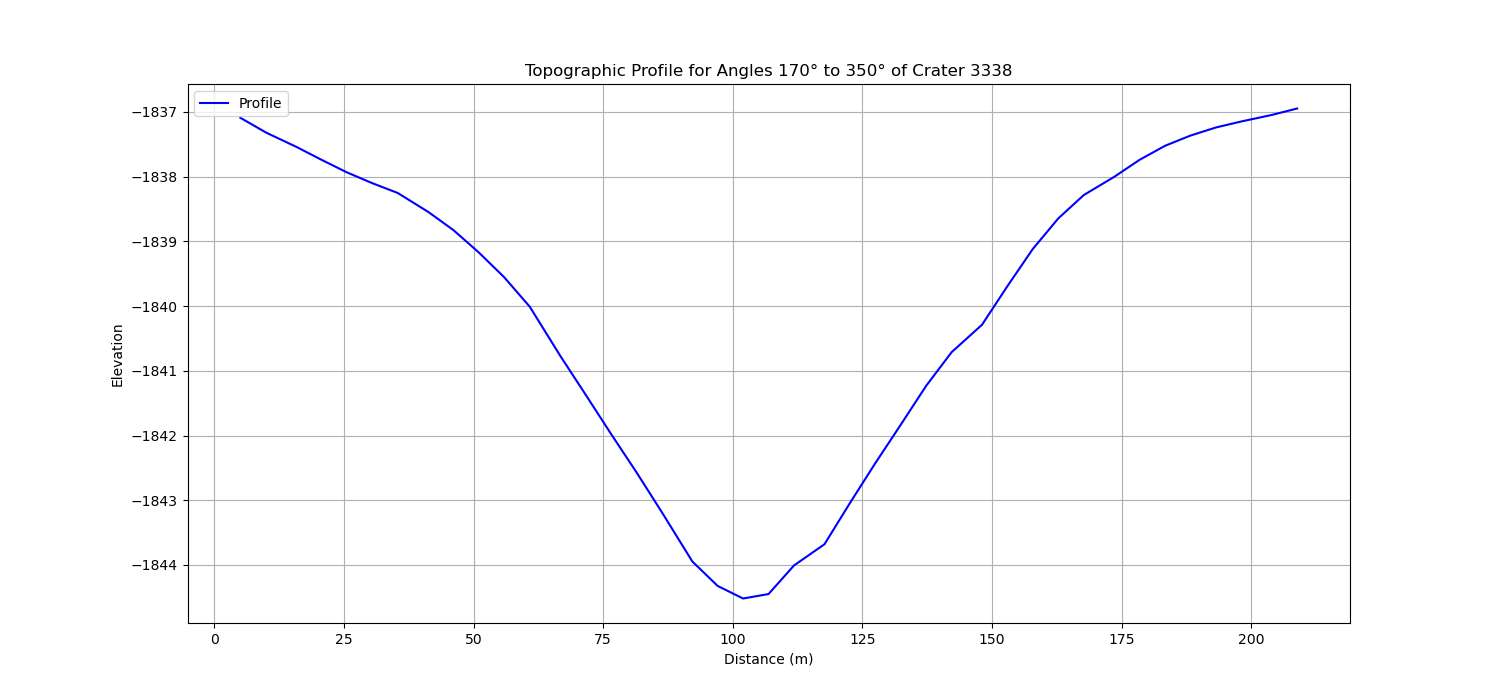 Topographic Profile for Angles 170° to 350° of Crater 3338
Profile
−1837
−1838
−1839
−1840
−1841
−1842
−1843
−1844
Elevation
0 25 50 75 100 125 150 175 200
Distance (m)